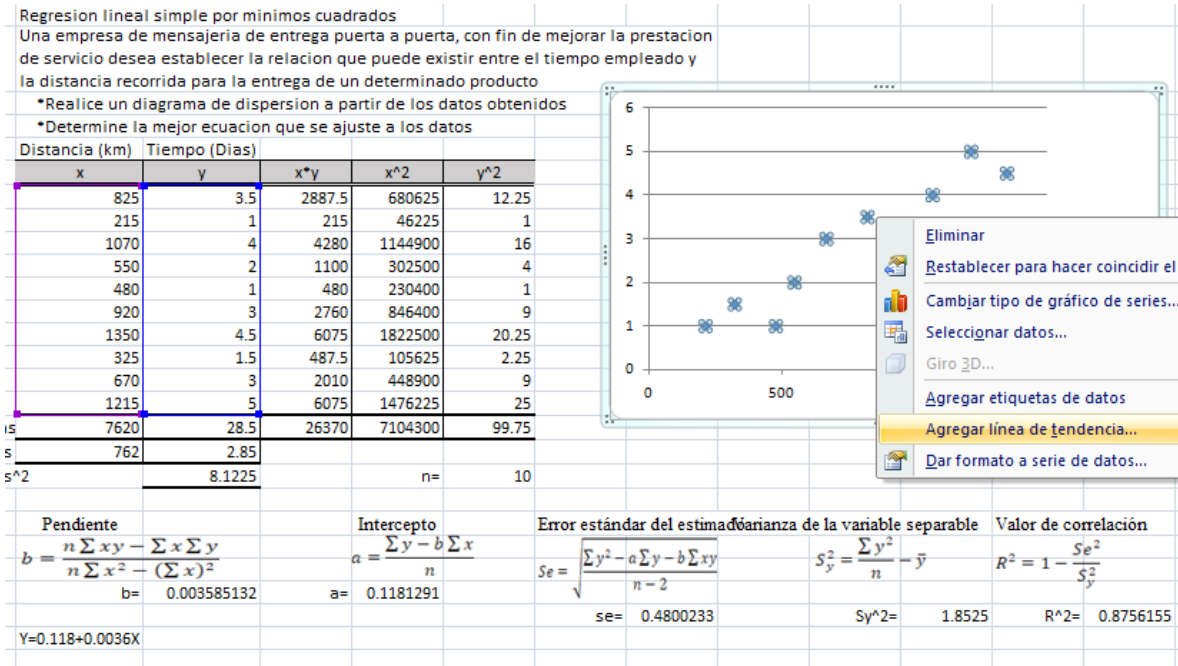 Regresion lineal simple por minimos cuadrados
Una empresa de mensajeria de entrega puerta a puerta, con fin de mejorar la prestacion
de servicio desea establecer la relacion que puede existir entre el tiempo empleado y
la distancia recorrida para la entrega de un determinado producto
*Realice un diagrama de dispersion a partir de los datos obtenidos
*Determine la mejor ecuacion que se ajuste a los datos
Distancia (km) Tiempo (Dias)
x y x*y x^2 y^2
825 3.5 2887.5 680625 12.25
215 1 215 46225 1
1070 4 4280 1144900 16
550 2 1100 302500 4
480 1 480 230400 1
920 3 2760 846400 9
1350 4.5 6075 1822500 20.25
325 1.5 487.5 105625 2.25
670 3 2010 448900 9
1215 5 6075 1476225 25
7620 28.5 26370 7104300 99.75
762 2.85
s^2 8.1225 n= 10
6
5
4
3
2
1
0
0 500
Eliminar
Restablecer para hacer coincidir el
Cambiar tipo de gráfico de series...
Seleccionar datos...
Giro 3D...
Agregar etiquetas de datos
Agregar línea de tendencia...
Dar formato a serie de datos...
Pendiente Intercepto Error estándar del estimado Varianza de la variable separable Valor de correlación
b = n ∑ xy − ∑ x ∑ y / n ∑ x² − (∑ x)² a = ∑ y − b ∑ x / n Se = √ ∑ y² − a ∑ y − b ∑ xy / n − 2 S²y = ∑ y² / n − ȳ R² = 1 − Se² / S²y
b= 0.003585132 a= 0.1181291
se= 0.4800233 Sy^2= 1.8525 R^2= 0.8756155
Y=0.118+0.0036X